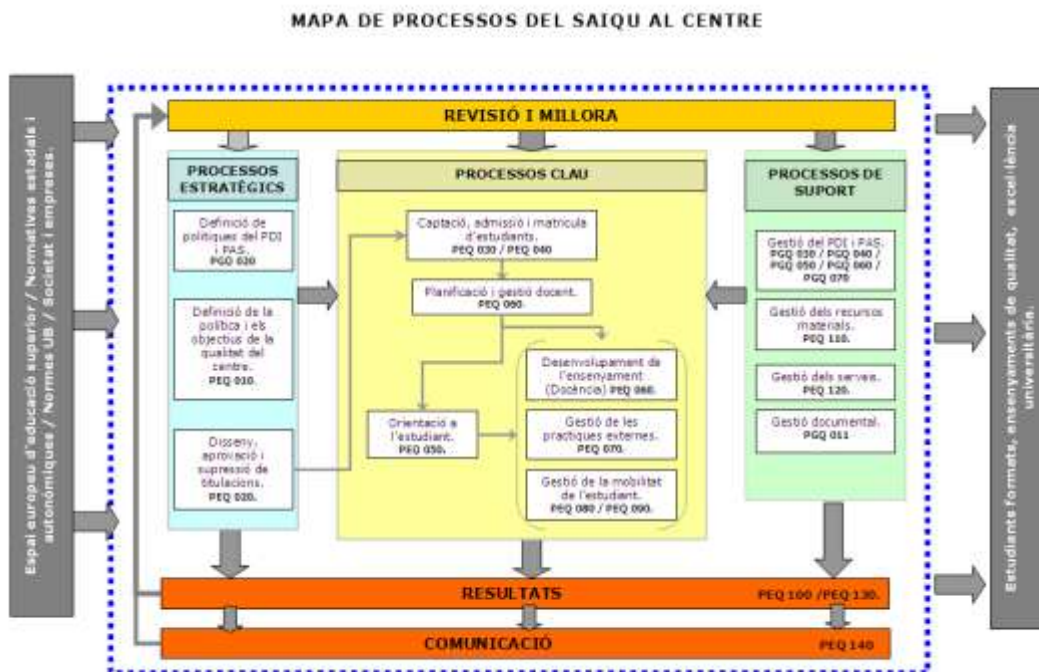 MAPA DE PROCESSOS DEL SAIQU AL CENTRE
Espai europeu d'educació superior / Normatives estadals i
autonòmiques / Normes UB / Societat i empreses.
REVISIÓ I MILLORA
PROCESSOS
ESTRATÈGICS
Definició de
polítiques del PDI
i PAS.
PGQ 020
Definició de la
política i els
objectius de la
qualitat del
centre.
PEQ 010.
Disseny,
aprovació i
supressió de
titulacions.
PEQ 020.
PROCESSOS CLAU
Captació, admissió i matrícula
d'estudiants.
PEQ 030 / PEQ 040
Planificació i gestió docent.
PEQ 060.
Orientació a
l'estudiant.
PEQ 050.
Desenvolupament de
l'ensenyament
(Docència) PEQ 060.
Gestió de les
pràctiques externes.
PEQ 070.
Gestió de la mobilitat
de l'estudiant.
PEQ 080 / PEQ 090.
PROCESSOS DE
SUPORT
Gestió del PDI i PAS.
PGQ 030 / PGQ 040 /
PGQ 050 / PGQ 060 /
PGQ 070
Gestió dels recursos
materials.
PEQ 110.
Gestió dels serveis.
PEQ 120.
Gestió documental.
PGQ 011
RESULTATS
PEQ 100 /PEQ 130.
COMUNICACIÓ
PEQ 140
Estudiants formats, ensenyaments de qualitat, excel·lència
universitària.